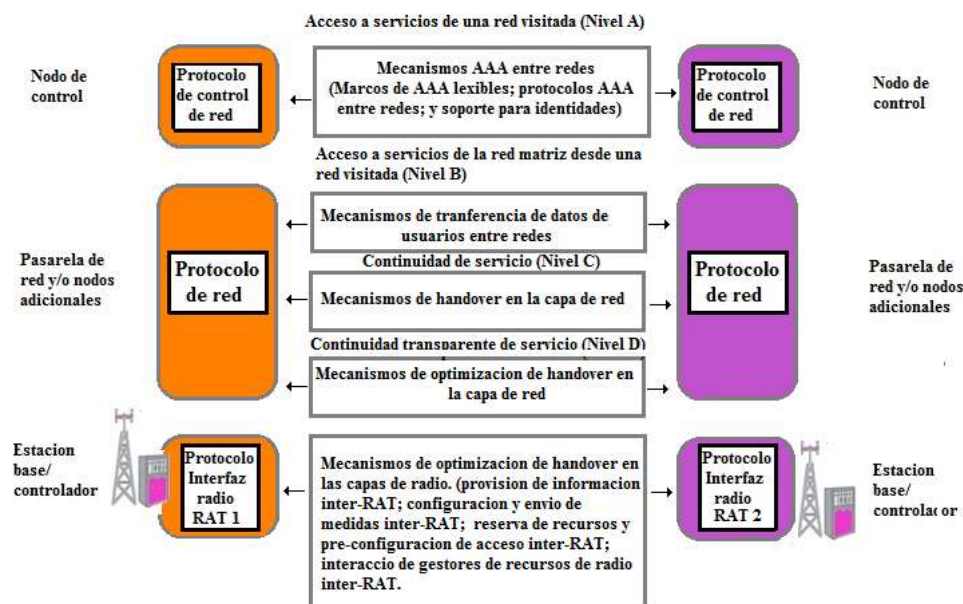 Acceso a servicios de una red visitada (Nivel A)
Nodo de
control
Protocolo
de control
de red
Mecanismos AAA entre redes
(Marcos de AAA lexibles; protocolos AAA
entre redes; y soporte para identidades)
Protocolo
de control
de red
Nodo de
control
Acceso a servicios de la red matriz desde una
red visitada (Nivel B)
Mecanismos de tranferencia de datos de
usuarios entre redes
Pasarela de
red y/o nodos
adicionales
Protocolo
de red
Continuidad de servicio (Nivel C)
Mecanismos de handover en la capa de red
Protocolo
de red
Pasarela de
red y/o nodos
adicionales
Continuidad transparente de servicio (Nivel D)
Mecanismos de optimizacion de handover en
la capa de red
Estacion
base/
controlador
Protocolo
Interfaz
radio
RAT 1
Mecanismos de optimizacion de handover en
las capas de radio. (provision de informacion
inter-RAT; configuracion y envio de
medidas inter-RAT; reserva de recursos y
pre-configuracion de acceso inter-RAT;
interaccio de gestores de recursos de radio
inter-RAT.
Protocolo
Interfaz
radio
RAT 2
Estacion
base/
controlador